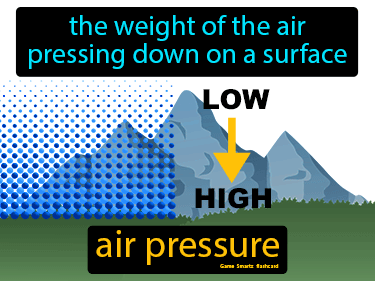 the weight of the air
pressing down on a surface
LOW
HIGH
air pressure
Game Smartz flashcard